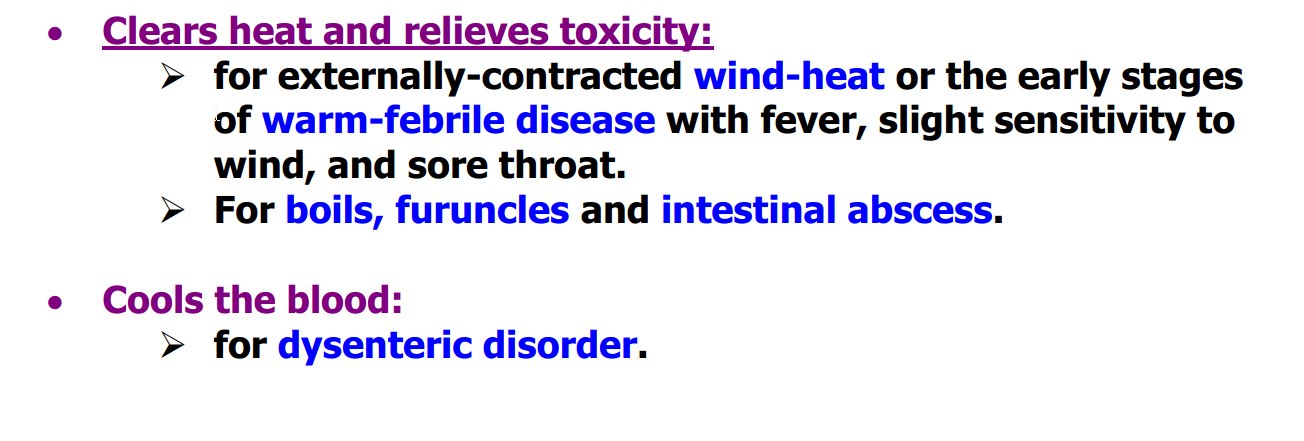 • Clears heat and relieves toxicity:
➢ for externally-contracted wind-heat or the early stages
of warm-febrile disease with fever, slight sensitivity to
wind, and sore throat.
➢ For boils, furuncles and intestinal abscess.
• Cools the blood:
➢ for dysenteric disorder.